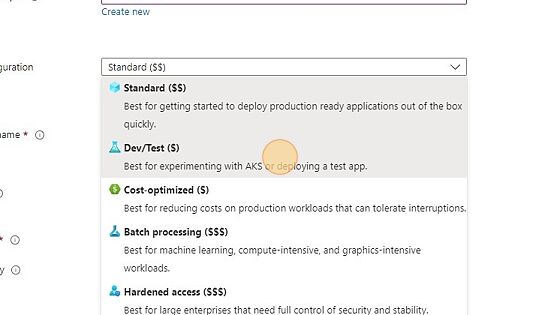 Create new
guration
Standard ($$)
Standard ($$)
Best for getting started to deploy production ready applications out of the box
quickly.
name *
Dev/Test ($)
Best for experimenting with AKS or deploying a test app.
Cost-optimized ($)
Best for reducing costs on production workloads that can tolerate interruptions.
Batch processing ($$$)
*
Best for machine learning, compute-intensive, and graphics-intensive
workloads.
y
Hardened access ($$$)
Best for large enterprises that need full control of security and stability.